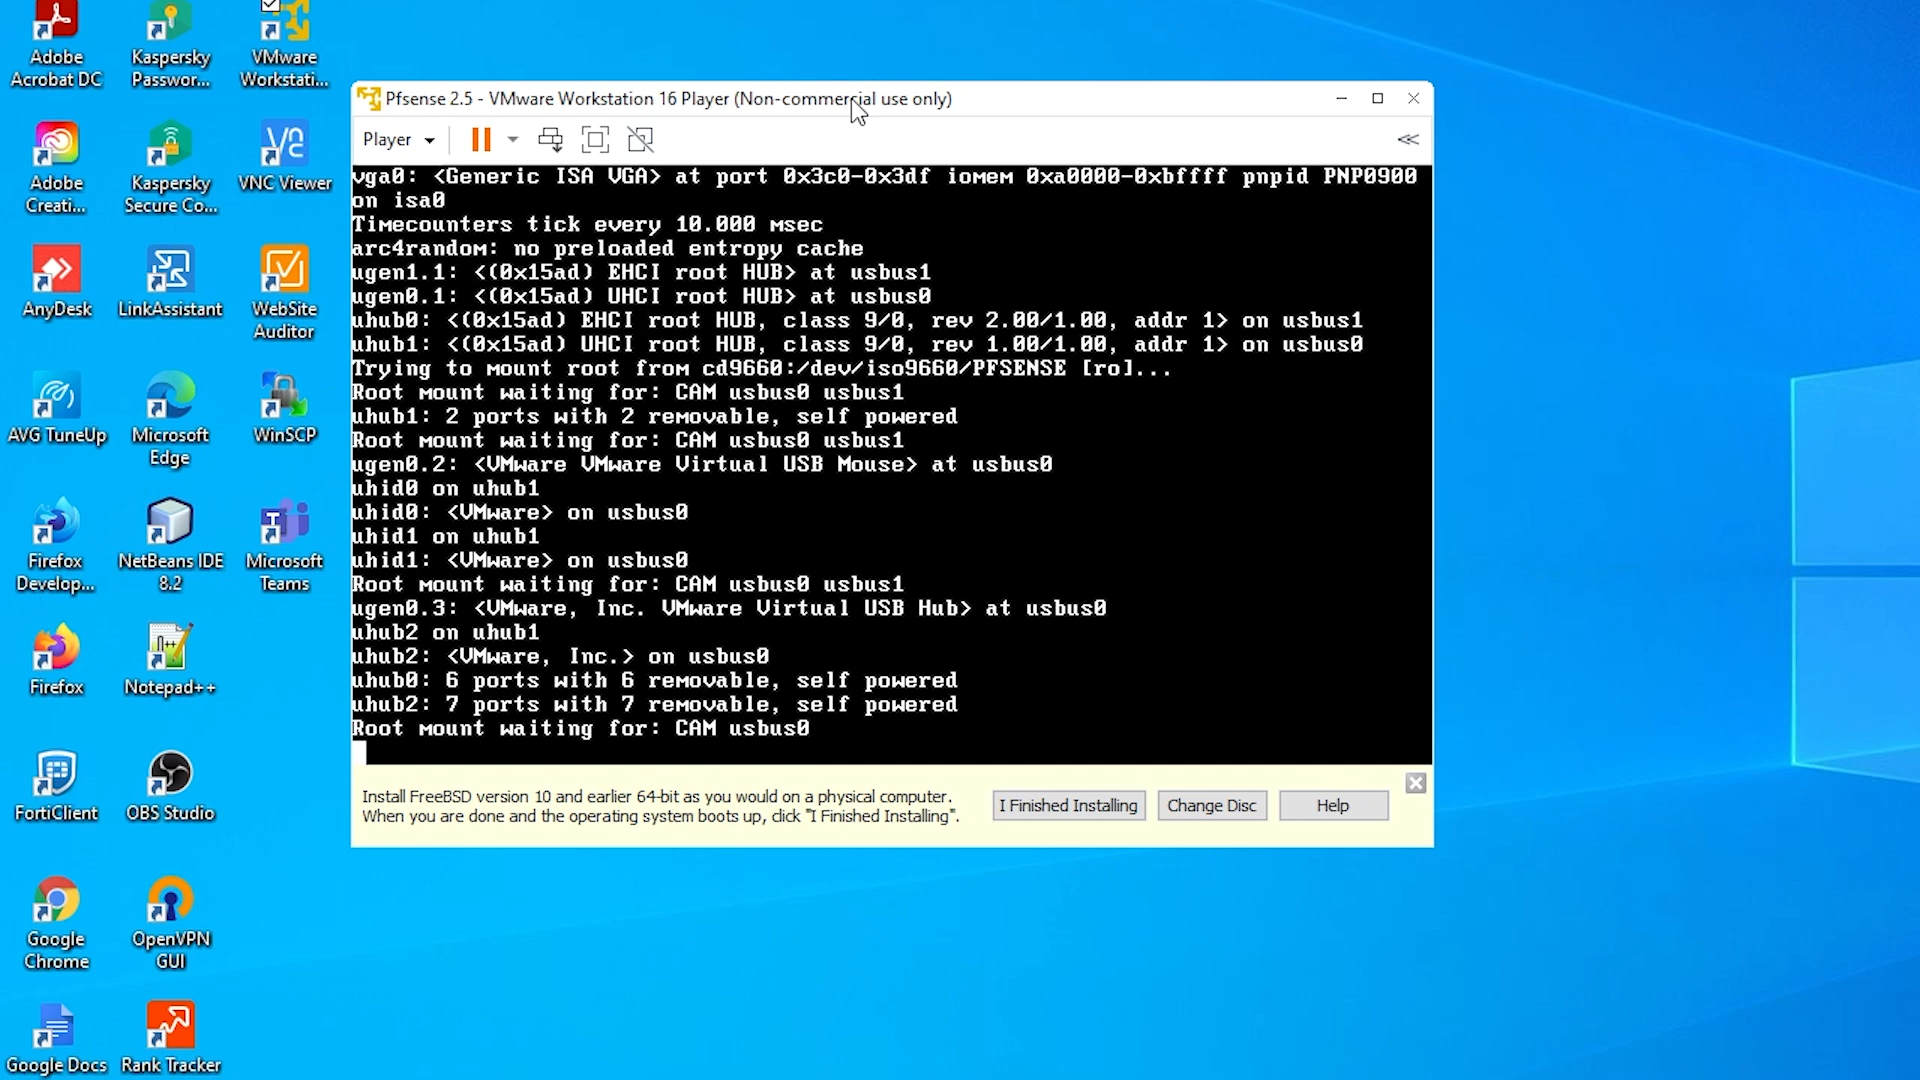 Adobe
Acrobat DC
Kaspersky
Passwor...
VMware
Workstati...
Adobe
Creati...
Kaspersky
Secure Co...
VNC Viewer
AnyDesk
LinkAssistant
WebSite
Auditor
AVG TuneUp
Microsoft
Edge
WinSCP
Firefox
Develop...
NetBeans IDE
8.2
Microsoft
Teams
Firefox
Notepad++
FortiClient
OBS Studio
Google
Chrome
OpenVPN
GUI
Google Docs
Rank Tracker
Pfsense 2.5 - VMware Workstation 16 Player (Non-commercial use only)
Player
vga0: <Generic ISA VGA> at port 0x3c0-0x3df iomem 0xa0000-0xbffff pnpid PNP0900
on isa0
Timecounters tick every 10.000 msec
arc4random: no preloaded entropy cache
ugen1.1: <(0x15ad) EHCI root HUB> at usbus1
ugen0.1: <(0x15ad) UHCI root HUB> at usbus0
uhub0: <(0x15ad) EHCI root HUB, class 9/0, rev 2.00/1.00, addr 1> on usbus1
uhub1: <(0x15ad) UHCI root HUB, class 9/0, rev 1.00/1.00, addr 1> on usbus0
Trying to mount root from cd9660:/dev/iso9660/PFSENSE [ro]...
Root mount waiting for: CAM usbus0 usbus1
uhub1: 2 ports with 2 removable, self powered
Root mount waiting for: CAM usbus0 usbus1
ugen0.2: <VMware VMware Virtual USB Mouse> at usbus0
uhid0 on uhub1
uhid0: <VMware> on usbus0
uhid1 on uhub1
uhid1: <VMware> on usbus0
Root mount waiting for: CAM usbus0 usbus1
ugen0.3: <VMware, Inc. VMware Virtual USB Hub> at usbus0
uhub2 on uhub1
uhub2: <VMware, Inc.> on usbus0
uhub0: 6 ports with 6 removable, self powered
uhub2: 7 ports with 7 removable, self powered
Root mount waiting for: CAM usbus0
Install FreeBSD version 10 and earlier 64-bit as you would on a physical computer.
When you are done and the operating system boots up, click "I Finished Installing".
I Finished Installing
Change Disc
Help